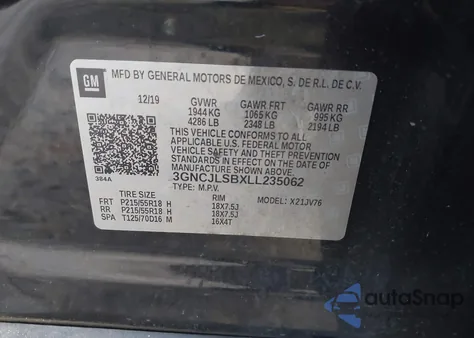 GM
MFD BY GENERAL MOTORS DE MEXICO, S. DE R.L. DE C.V.
12/19 GVWR GAWR FRT GAWR RR
1944 KG 1065 KG 995 KG
4286 LB 2348 LB 2194 LB
THIS VEHICLE CONFORMS TO ALL
APPLICABLE U.S. FEDERAL MOTOR
VEHICLE SAFETY, BUMPER, AND THEFT
PREVENTION STANDARDS IN EFFECT ON THE
DATE OF MANUFACTURE SHOWN ABOVE.
3GNCJLSBXLL235062
384A
TYPE: M.P.V. MODEL: X21JV76
TIRE SIZE RIM
FRT P215/55R18 H 18X7.5J
RR P215/55R18 H 18X7.5J
SPA T125/70D16 M 16X4T
autoSnap